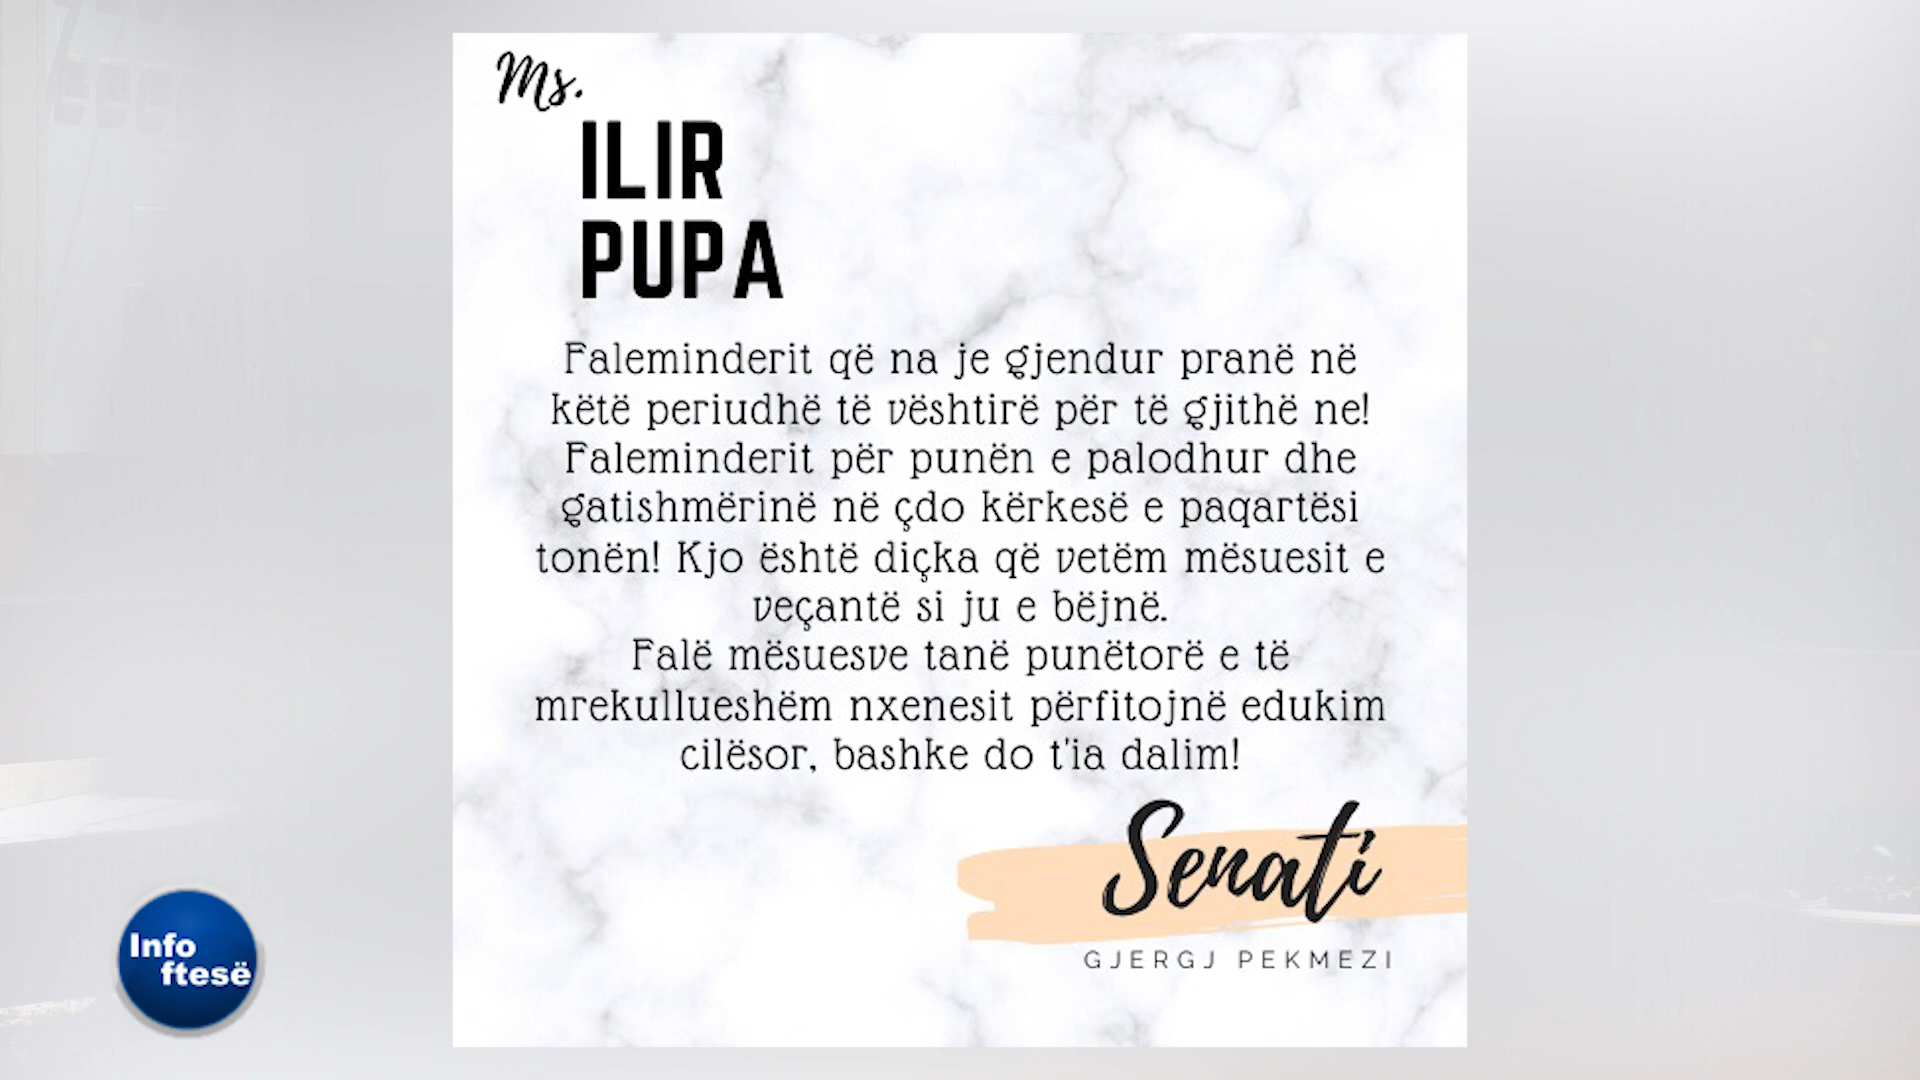 Ms.
ILIR
PUPA
Faleminderit që na je gjendur pranë në
këtë periudhë të vështirë për të gjithë ne!
Faleminderit për punën e palodhur dhe
gatishmërinë në çdo kërkesë e paqartësi
tonën! Kjo është diçka që vetëm mësuesit e
veçantë si ju e bëjnë.
Falë mësuesve tanë punëtorë e të
mrekullueshëm nxenesit përfitojnë edukim
cilësor, bashke do t'ia dalim!
Senati
GJERGJ PEKMEZI
Info
ftesë